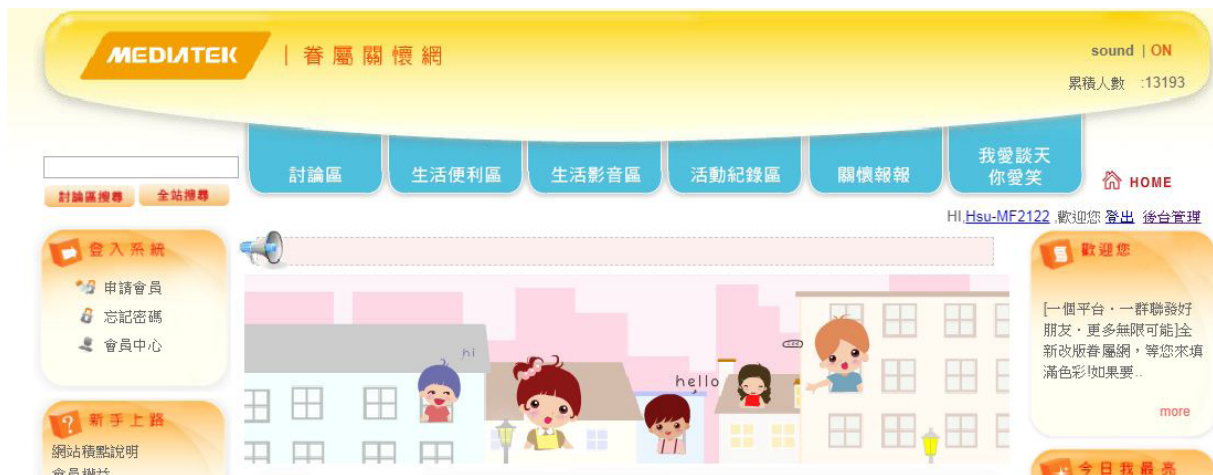 MEDIATEK | 眷屬關懷網
sound | ON
累積人數 :13193
討論區
生活便利區
生活影音區
活動紀錄區
關懷報報
我愛談天
你愛笑
HOME
討論區搜尋
全站搜尋
HI,Hsu-MF2122 ,歡迎您 登出 後台管理
登入系統
申請會員
忘記密碼
會員中心
新手上路
網站積點說明
會員權益
hi
hello
歡迎您
[一個平台‧一群聯發好
朋友‧更多無限可能]全
新改版眷屬網,等您來填
滿色彩!如果要..
more
今日我最亮